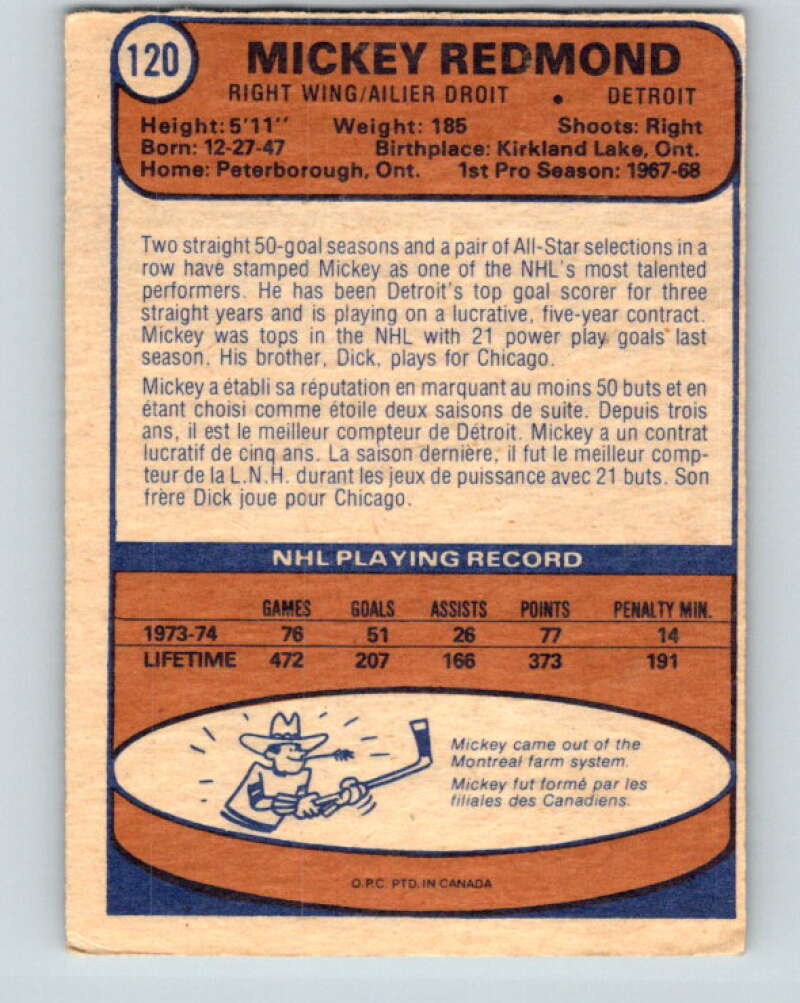 120
MICKEY REDMOND
RIGHT WING/AILIER DROIT • DETROIT
Height: 5'11" Weight: 185 Shoots: Right
Born: 12-27-47 Birthplace: Kirkland Lake, Ont.
Home: Peterborough, Ont. 1st Pro Season: 1967-68
Two straight 50-goal seasons and a pair of All-Star selections in a
row have stamped Mickey as one of the NHL's most talented
performers. He has been Detroit's top goal scorer for three
straight years and is playing on a lucrative, five-year contract.
Mickey was tops in the NHL with 21 power play goals last
season. His brother, Dick, plays for Chicago.
Mickey a établi sa réputation en marquant au moins 50 buts et en
étant choisi comme étoile deux saisons de suite. Depuis trois
ans, il est le meilleur compteur de Détroit. Mickey a un contrat
lucratif de cinq ans. La saison dernière, il fut le meilleur comp-
teur de la L.N.H. durant les jeux de puissance avec 21 buts. Son
frère Dick joue pour Chicago.
NHL PLAYING RECORD
GAMES GOALS ASSISTS POINTS PENALTY MIN.
1973-74 76 51 26 77 14
LIFETIME 472 207 166 373 191
Mickey came out of the
Montreal farm system.
Mickey fut formé par les
filiales des Canadiens.
O.P.C. PTD. IN CANADA